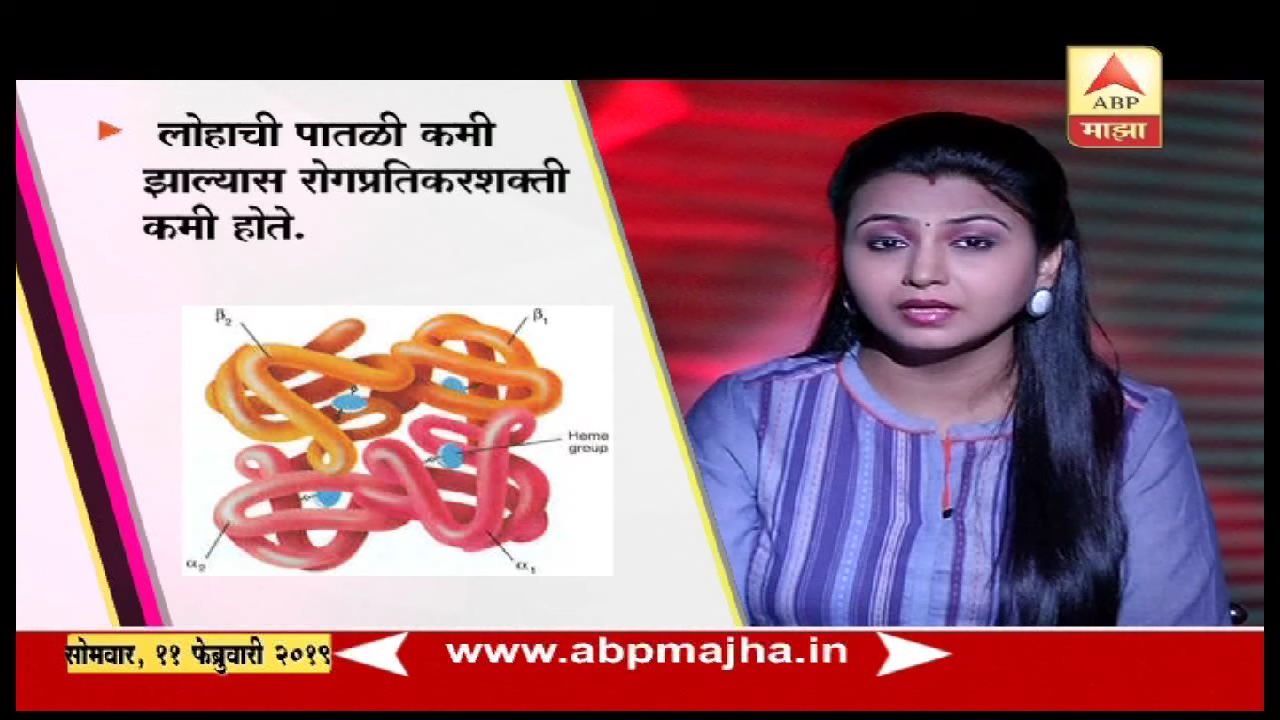 ABP
माझा
लोहाची पातळी कमी
झाल्यास रोगप्रतिकरशक्ती
कमी होते.
β2
β1
Heme
group
α2
α1
सोमवार, ११ फेब्रुवारी २०१९
www.abpmajha.in